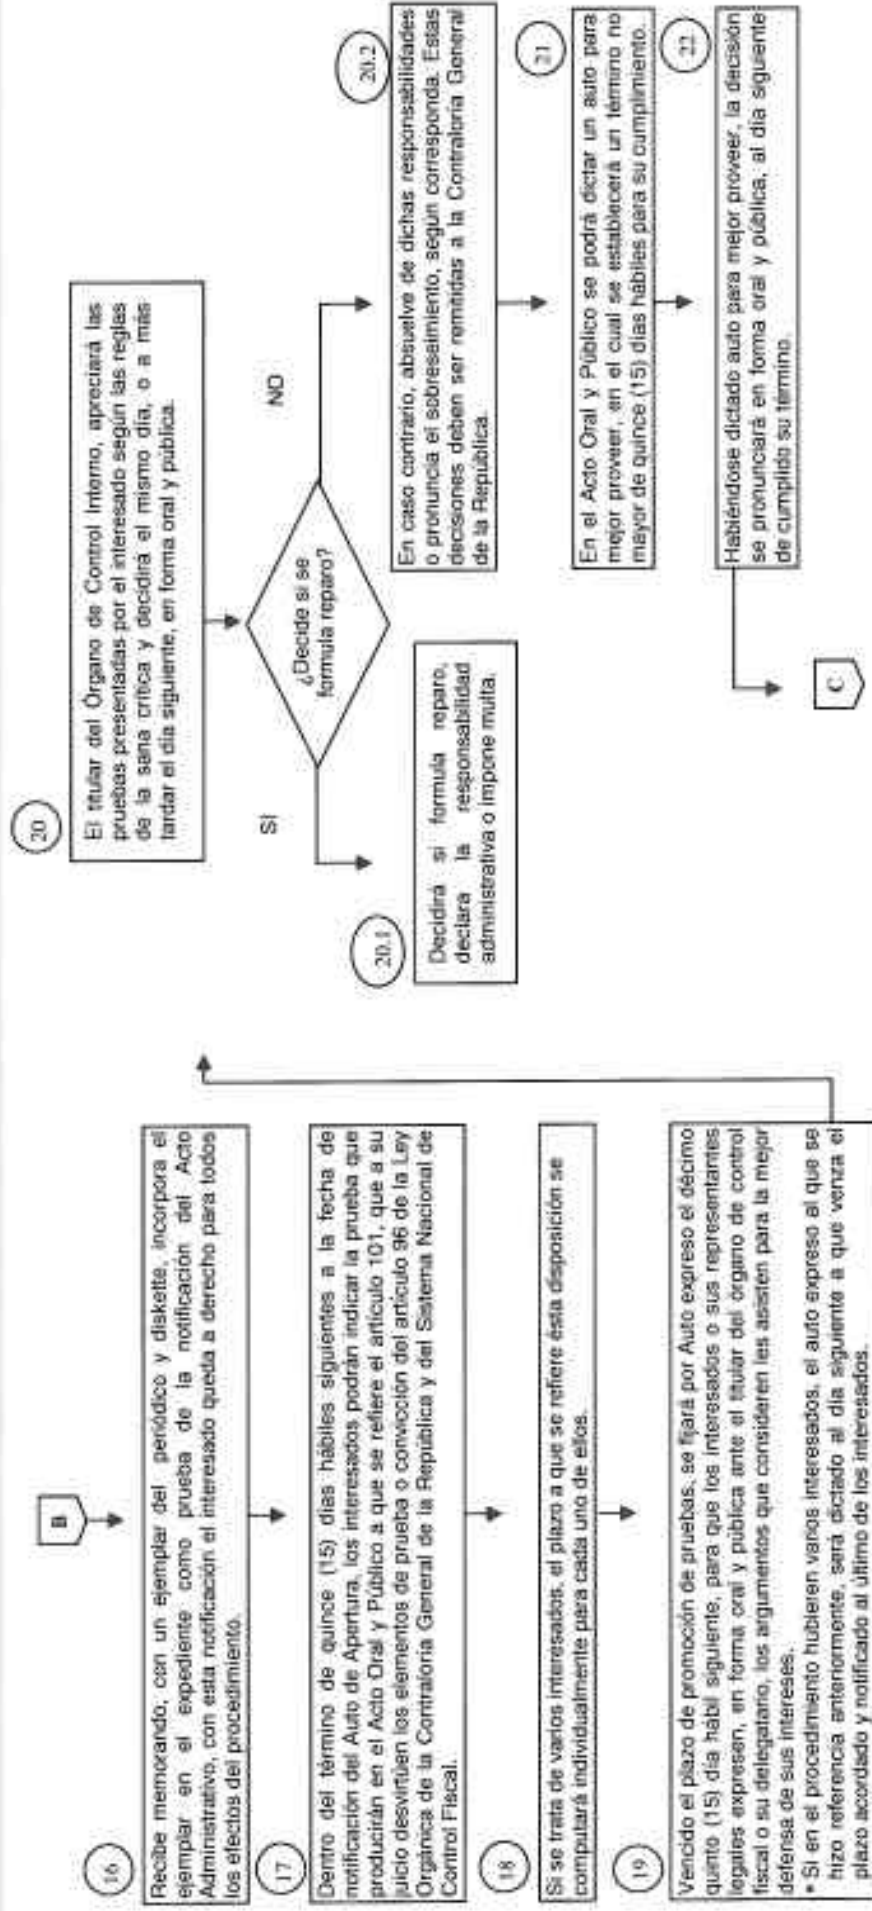 B
16
Recibe memorando, con un ejemplar del periódico y diskette, incorpora el
ejemplar en el expediente como prueba de la notificación del Acto
Administrativo, con esta notificación el interesado queda a derecho para todos
los efectos del procedimiento.
17
Dentro del término de quince (15) días hábiles siguientes a la fecha de
notificación del Auto de Apertura, los interesados podrán indicar la prueba que
producirán en el Acto Oral y Público a que se refiere el artículo 101, que a su
juicio desvirtúen los elementos de prueba o convicción del artículo 96 de la Ley
Orgánica de la Contraloría General de la República y del Sistema Nacional de
Control Fiscal.
18
Si se trata de varios interesados, el plazo a que se refiere ésta disposición se
computará individualmente para cada uno de ellos.
19
Vencido el plazo de promoción de pruebas, se fijará por Auto expreso el décimo
quinto (15) día hábil siguiente, para que los interesados o sus representantes
legales expresen, en forma oral y pública ante el titular del órgano de control
fiscal o su delegatario, los argumentos que consideren les asisten para la mejor
defensa de sus intereses.
* Si en el procedimiento hubieren varios interesados, el auto expreso al que se
hizo referencia anteriormente, será dictado al día siguiente a que venza el
plazo acordado y notificado al último de los interesados.
20
El titular del Órgano de Control Interno, apreciará las
pruebas presentadas por el interesado según las reglas
de la sana crítica y decidirá el mismo día, o a más
tardar el día siguiente, en forma oral y pública.
¿Decide si se
formula reparo?
SI
NO
20.1
Decidirá si formula reparo,
declara la responsabilidad
administrativa o impone multa.
20.2
En caso contrario, absuelve de dichas responsabilidades
o pronuncia el sobreseimiento, según corresponda. Estas
decisiones deben ser remitidas a la Contraloría General
de la República.
21
En el Acto Oral y Público se podrá dictar un auto para
mejor proveer, en el cual se establecerá un término no
mayor de quince (15) días hábiles para su cumplimiento.
22
Habiéndose dictado auto para mejor proveer, la decisión
se pronunciará en forma oral y pública, al día siguiente
de cumplido su término.
C